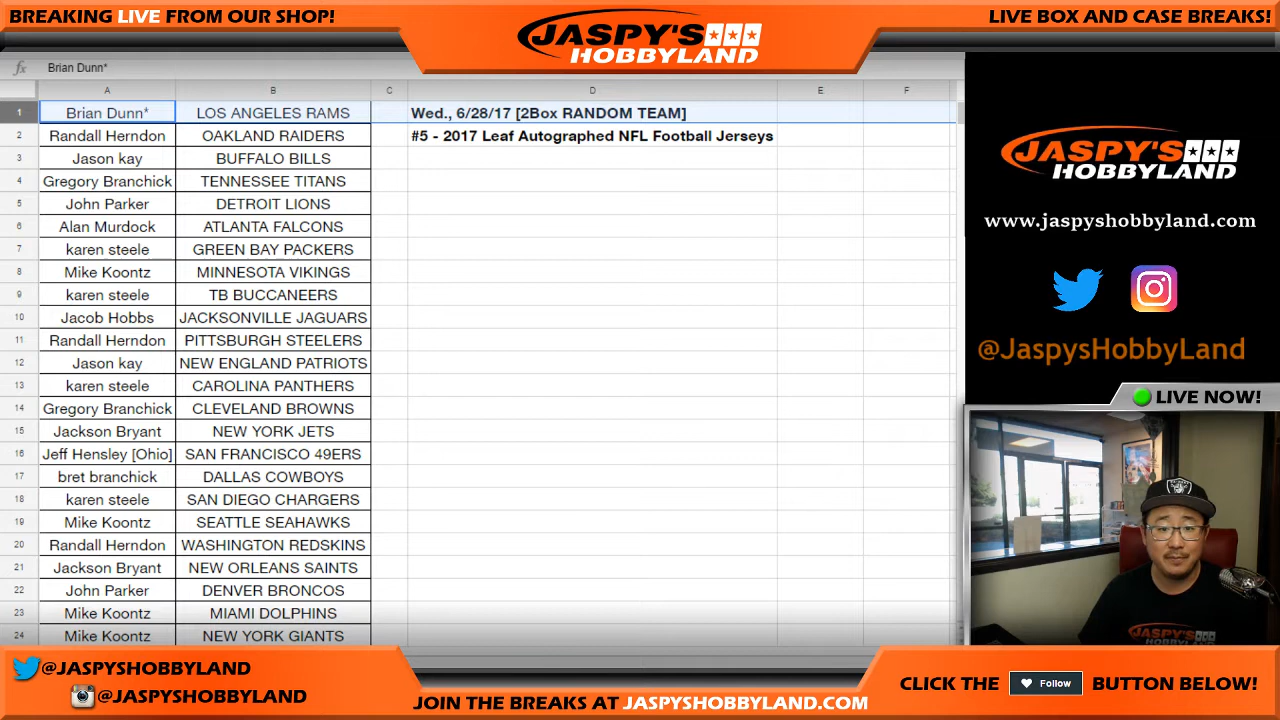 BREAKING LIVE FROM OUR SHOP!
JASPY'S
HOBBYLAND
LIVE BOX AND CASE BREAKS!
fx Brian Dunn*
A B C D E F
1 Brian Dunn* LOS ANGELES RAMS Wed., 6/28/17 [2Box RANDOM TEAM]
2 Randall Herndon OAKLAND RAIDERS #5 - 2017 Leaf Autographed NFL Football Jerseys
3 Jason kay BUFFALO BILLS
4 Gregory Branchick TENNESSEE TITANS
5 John Parker DETROIT LIONS
6 Alan Murdock ATLANTA FALCONS
7 karen steele GREEN BAY PACKERS
8 Mike Koontz MINNESOTA VIKINGS
9 karen steele TB BUCCANEERS
10 Jacob Hobbs JACKSONVILLE JAGUARS
11 Randall Herndon PITTSBURGH STEELERS
12 Jason kay NEW ENGLAND PATRIOTS
13 karen steele CAROLINA PANTHERS
14 Gregory Branchick CLEVELAND BROWNS
15 Jackson Bryant NEW YORK JETS
16 Jeff Hensley [Ohio] SAN FRANCISCO 49ERS
17 bret branchick DALLAS COWBOYS
18 karen steele SAN DIEGO CHARGERS
19 Mike Koontz SEATTLE SEAHAWKS
20 Randall Herndon WASHINGTON REDSKINS
21 Jackson Bryant NEW ORLEANS SAINTS
22 John Parker DENVER BRONCOS
23 Mike Koontz MIAMI DOLPHINS
24 Mike Koontz NEW YORK GIANTS
JASPY'S
HOBBYLAND
www.jaspyshobbyland.com
@JaspysHobbyLand
LIVE NOW!
JASPY'S
HOBBYLAND
@JASPYSHOBBYLAND
@JASPYSHOBBYLAND
JOIN THE BREAKS AT JASPYSHOBBYLAND.COM
CLICK THE Follow BUTTON BELOW!